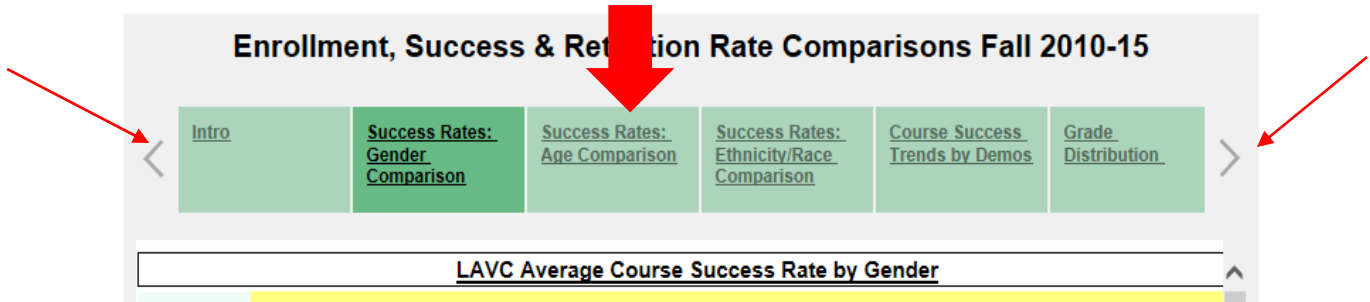 Enrollment, Success & Retention Rate Comparisons Fall 2010-15
Intro
Success Rates:
Gender
Comparison
Success Rates:
Age Comparison
Success Rates:
Ethnicity/Race
Comparison
Course Success
Trends by Demos
Grade
Distribution
LAVC Average Course Success Rate by Gender